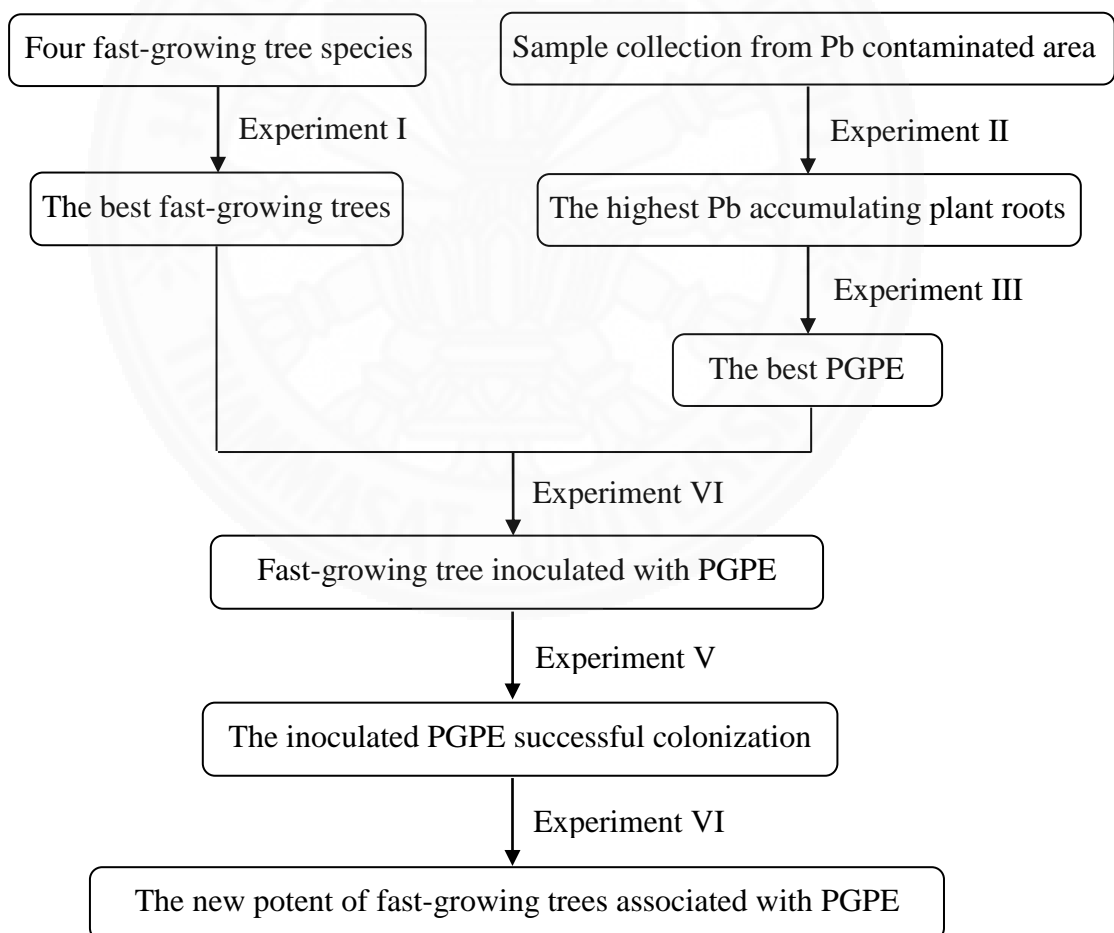 Four fast-growing tree species
Sample collection from Pb contaminated area
Experiment I
Experiment II
The best fast-growing trees
The highest Pb accumulating plant roots
Experiment III
The best PGPE
Experiment VI
Fast-growing tree inoculated with PGPE
Experiment V
The inoculated PGPE successful colonization
Experiment VI
The new potent of fast-growing trees associated with PGPE